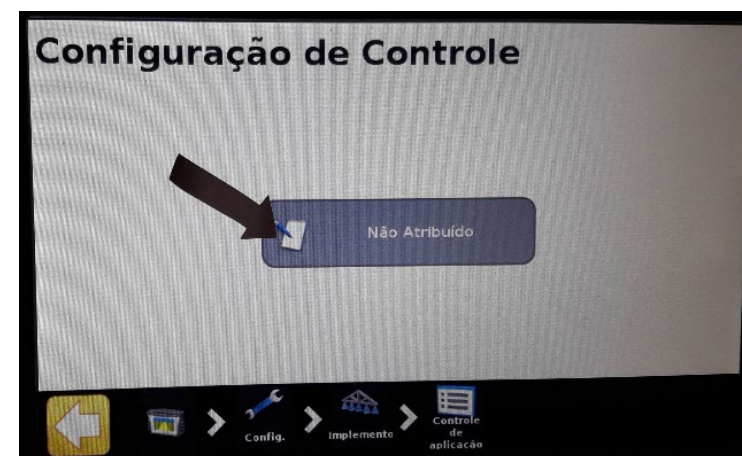 Configuração de Controle
Não Atribuído
Config.
Implemento
Controle
de
aplicação